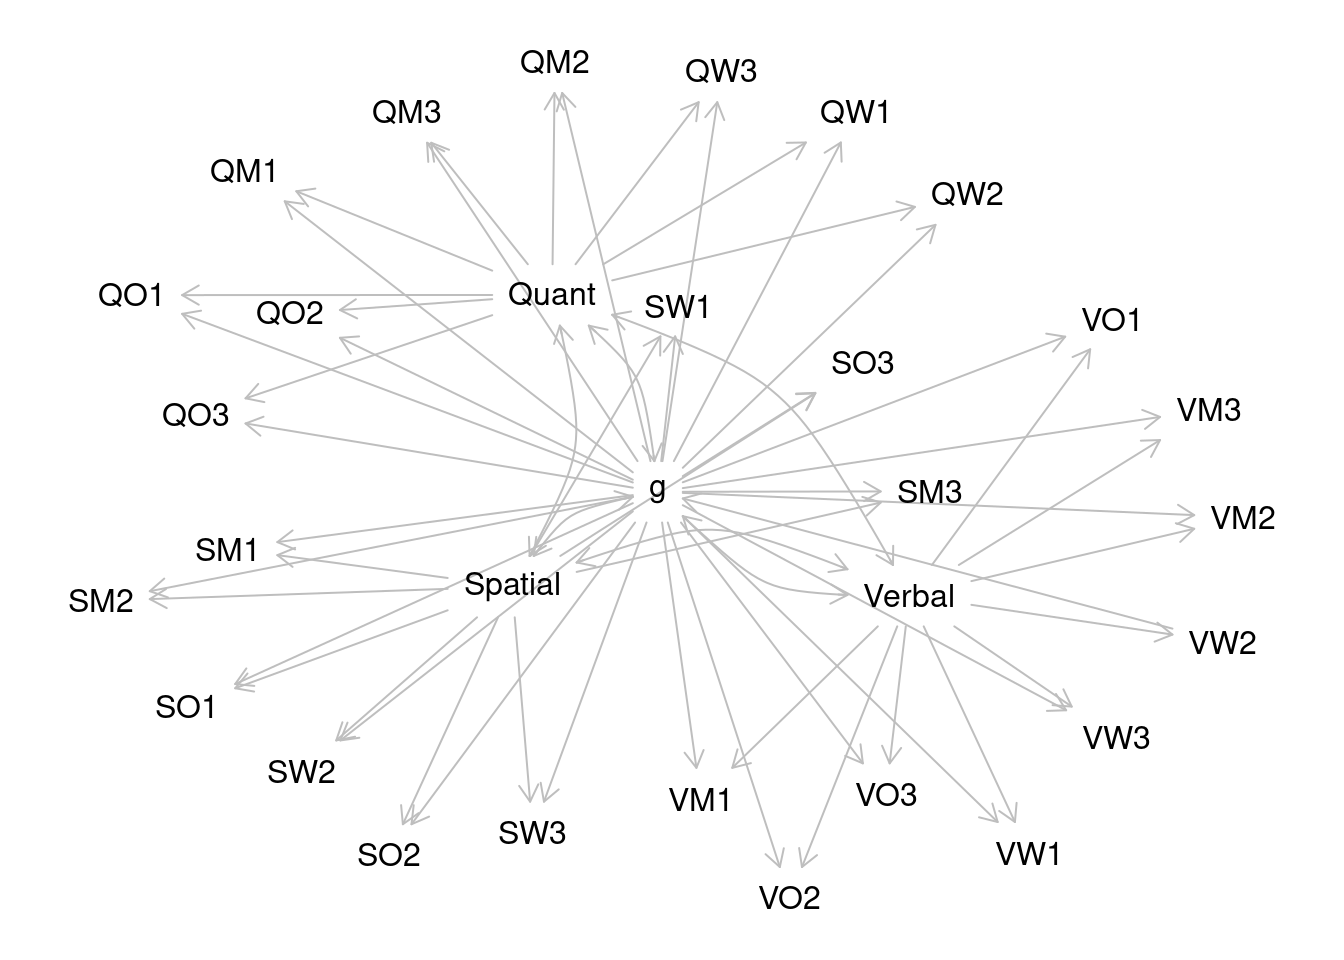 QM2
QW3
QM3
QW1
QM1
QW2
Quant
QO1
SW1
QO2
VO1
SO3
VM3
QO3
g
SM3
VM2
SM1
Spatial
Verbal
SM2
VW2
SO1
VW3
SW2
VO3
VM1
SW3
SO2
VW1
VO2